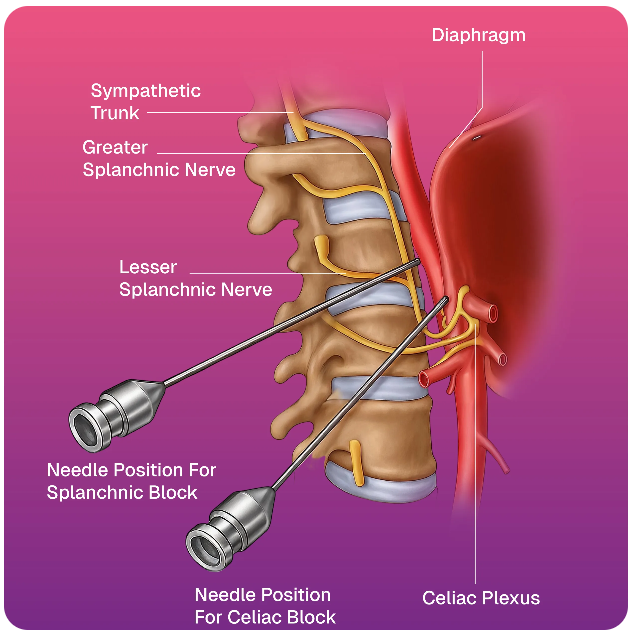 Diaphragm
Sympathetic
Trunk
Greater
Splanchnic Nerve
Lesser
Splanchnic Nerve
Needle Position For
Splanchnic Block
Needle Position
For Celiac Block
Celiac Plexus